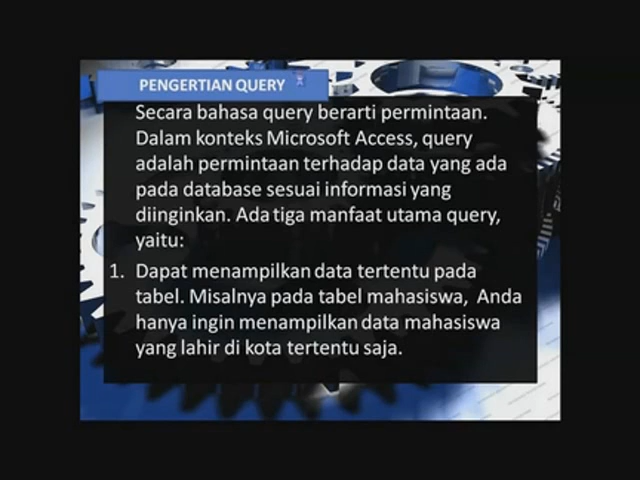 PENGERTIAN QUERY
Secara bahasa query berarti permintaan.
Dalam konteks Microsoft Access, query
adalah permintaan terhadap data yang ada
pada database sesuai informasi yang
diinginkan. Ada tiga manfaat utama query,
yaitu:
1. Dapat menampilkan data tertentu pada
tabel. Misalnya pada tabel mahasiswa, Anda
hanya ingin menampilkan data mahasiswa
yang lahir di kota tertentu saja.